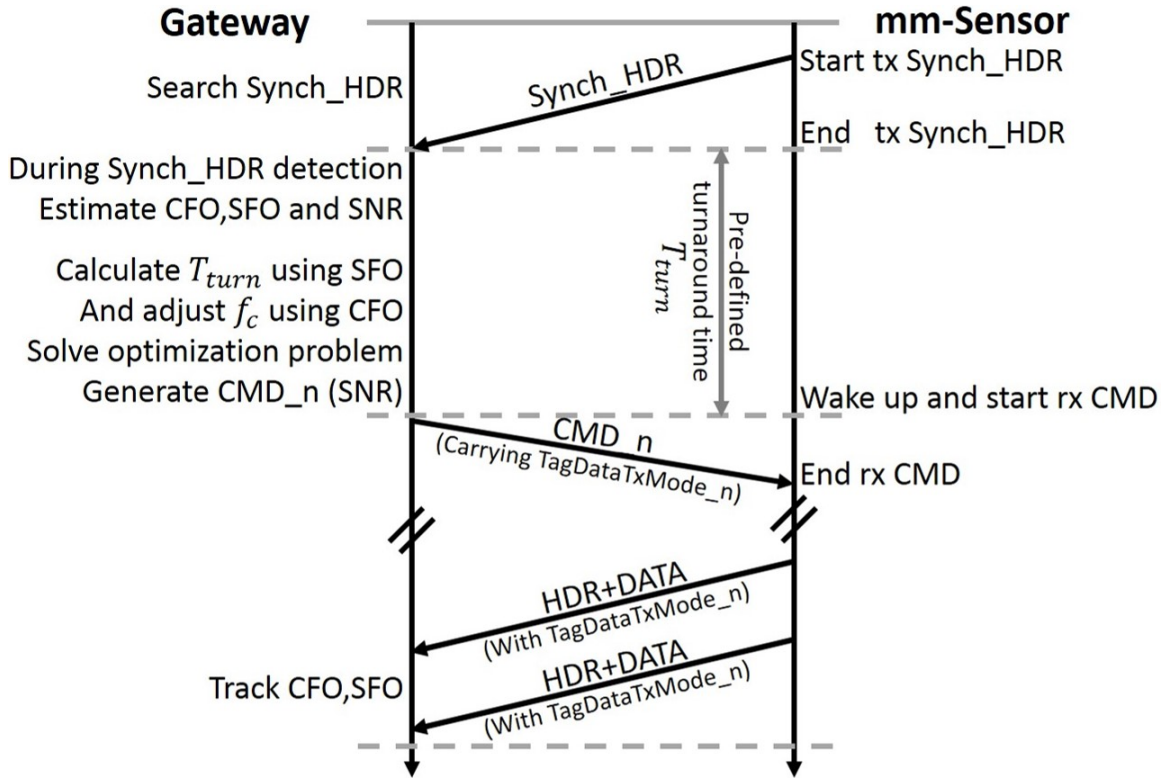 Gateway
mm-Sensor
Start tx Synch_HDR
Synch_HDR
Search Synch_HDR
End tx Synch_HDR
During Synch_HDR detection
Estimate CFO,SFO and SNR
Pre-defined
turnaround time
T_turn
Calculate T_turn using SFO
And adjust f_c using CFO
Solve optimization problem
Generate CMD_n (SNR)
Wake up and start rx CMD
CMD_n
(Carrying TagDataTxMode_n)
End rx CMD
HDR+DATA
(With TagDataTxMode_n)
HDR+DATA
(With TagDataTxMode_n)
Track CFO,SFO